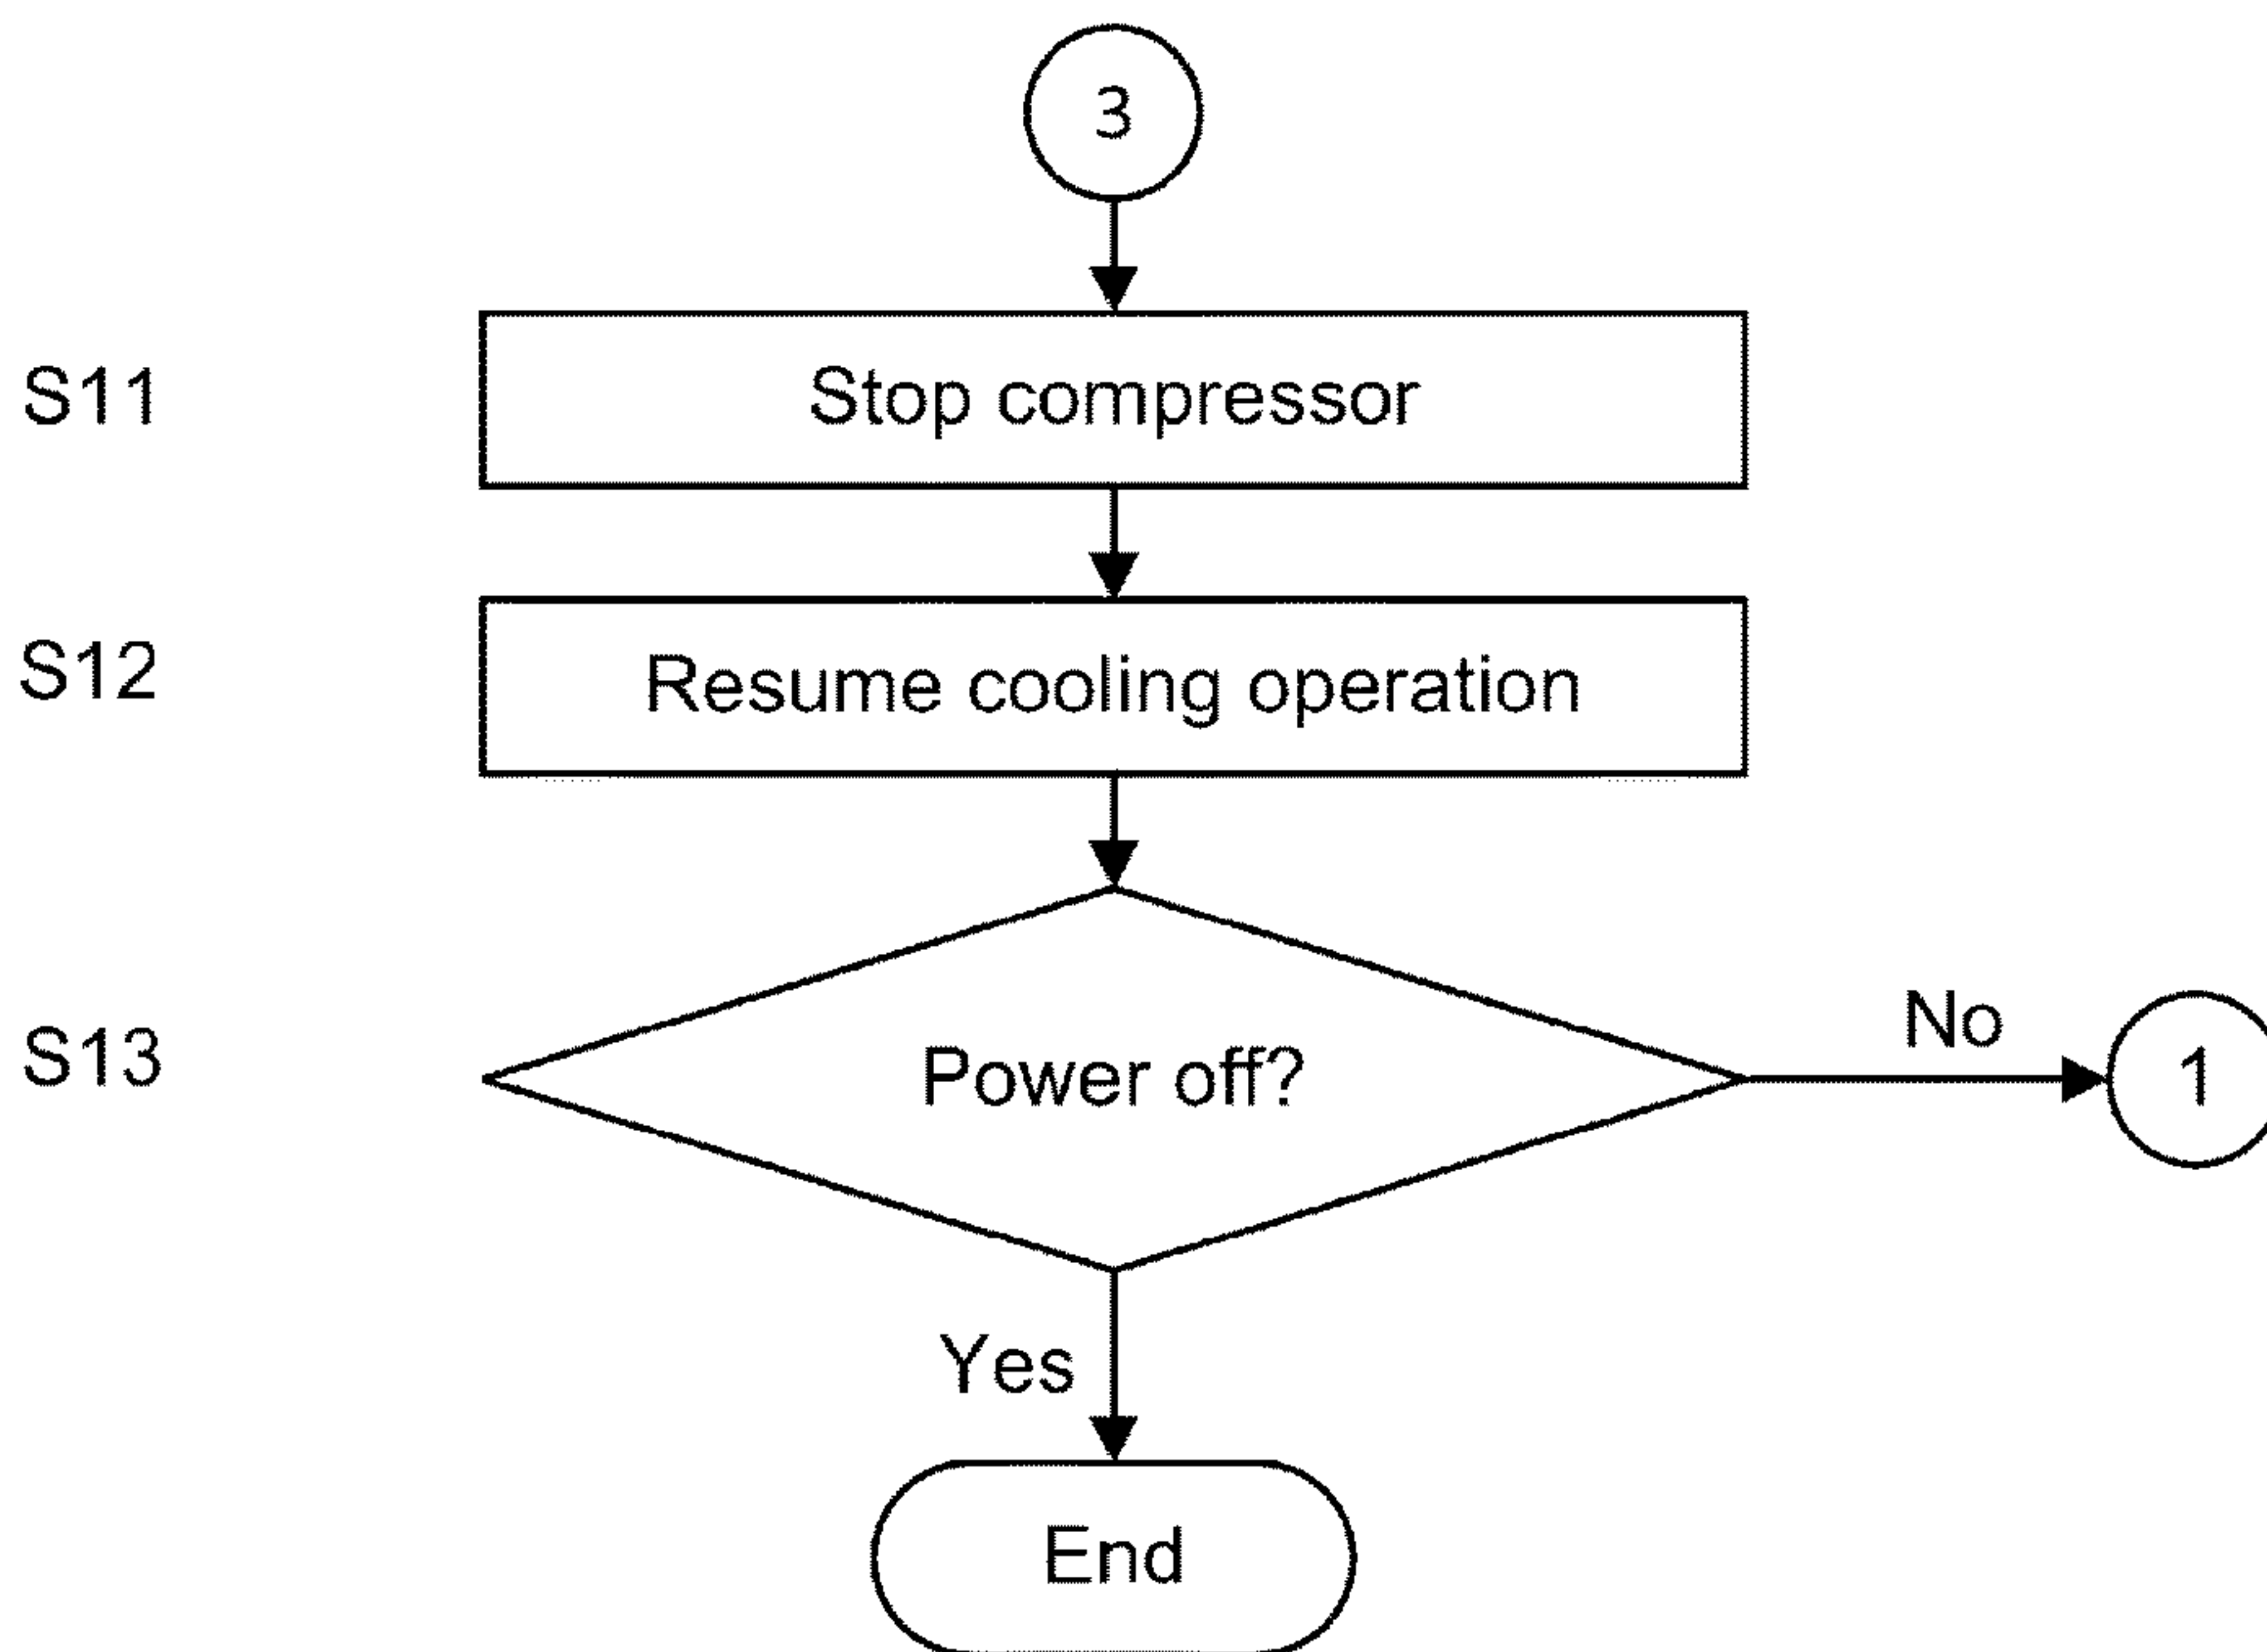 3
S11
Stop compressor
S12
Resume cooling operation
S13
Power off?
No
1
Yes
End